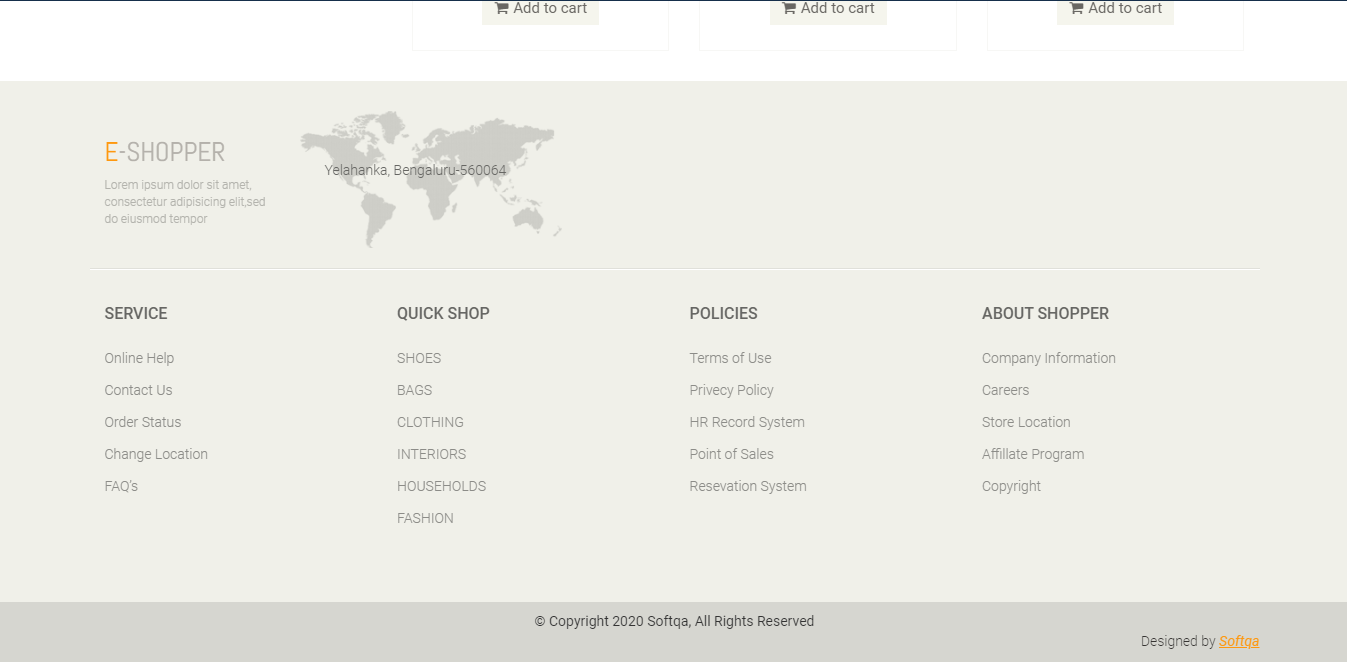 Add to cart
Add to cart
Add to cart
E-SHOPPER
Lorem ipsum dolor sit amet,
consectetur adipisicing elit,sed
do eiusmod tempor
Yelahanka, Bengaluru-560064
SERVICE
Online Help
Contact Us
Order Status
Change Location
FAQ's
QUICK SHOP
SHOES
BAGS
CLOTHING
INTERIORS
HOUSEHOLDS
FASHION
POLICIES
Terms of Use
Privecy Policy
HR Record System
Point of Sales
Resevation System
ABOUT SHOPPER
Company Information
Careers
Store Location
Affillate Program
Copyright
© Copyright 2020 Softqa, All Rights Reserved
Designed by Softqa